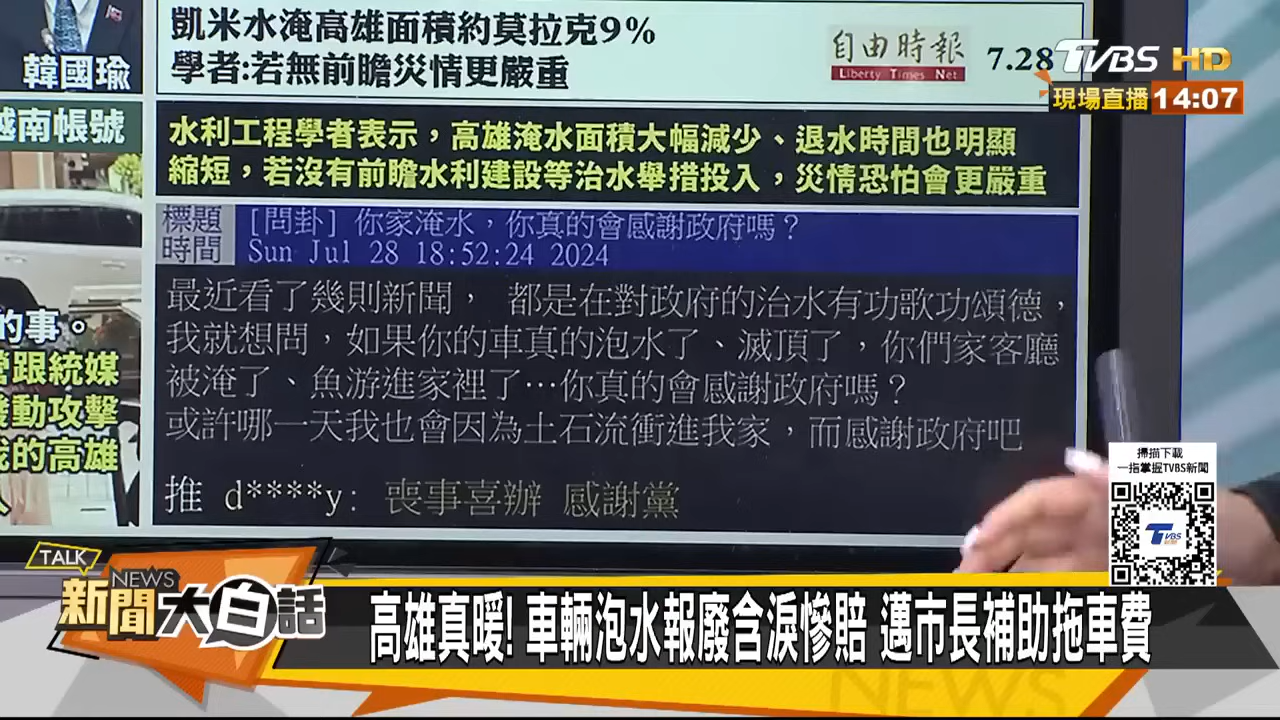 韓國瑜
越南帳號
的事。
跟統媒
動攻擊
的高雄
人
凱米水淹高雄面積約莫拉克9%
學者:若無前瞻災情更嚴重
自由時報
Liberty Times Net
7.28
TVBS HD
現場直播 14:07
水利工程學者表示，高雄淹水面積大幅減少、退水時間也明顯
縮短，若沒有前瞻水利建設等治水舉措投入，災情恐怕會更嚴重
標題 [問卦] 你家淹水，你真的會感謝政府嗎？
時間 Sun Jul 28 18:52:24 2024
最近看了幾則新聞， 都是在對政府的治水有功歌功頌德，
我就想問，如果你的車真的泡水了、滅頂了，你們家客廳
被淹了、魚游進家裡了…你真的會感謝政府嗎？
或許哪一天我也會因為土石流衝進我家，而感謝政府吧
推 d****y: 喪事喜辦 感謝黨
掃描下載
一指掌握TVBS新聞
TVBS
TALK
NEWS
新聞大白話
高雄真暖! 車輛泡水報廢含淚慘賠 邁市長補助拖車費
NEWS